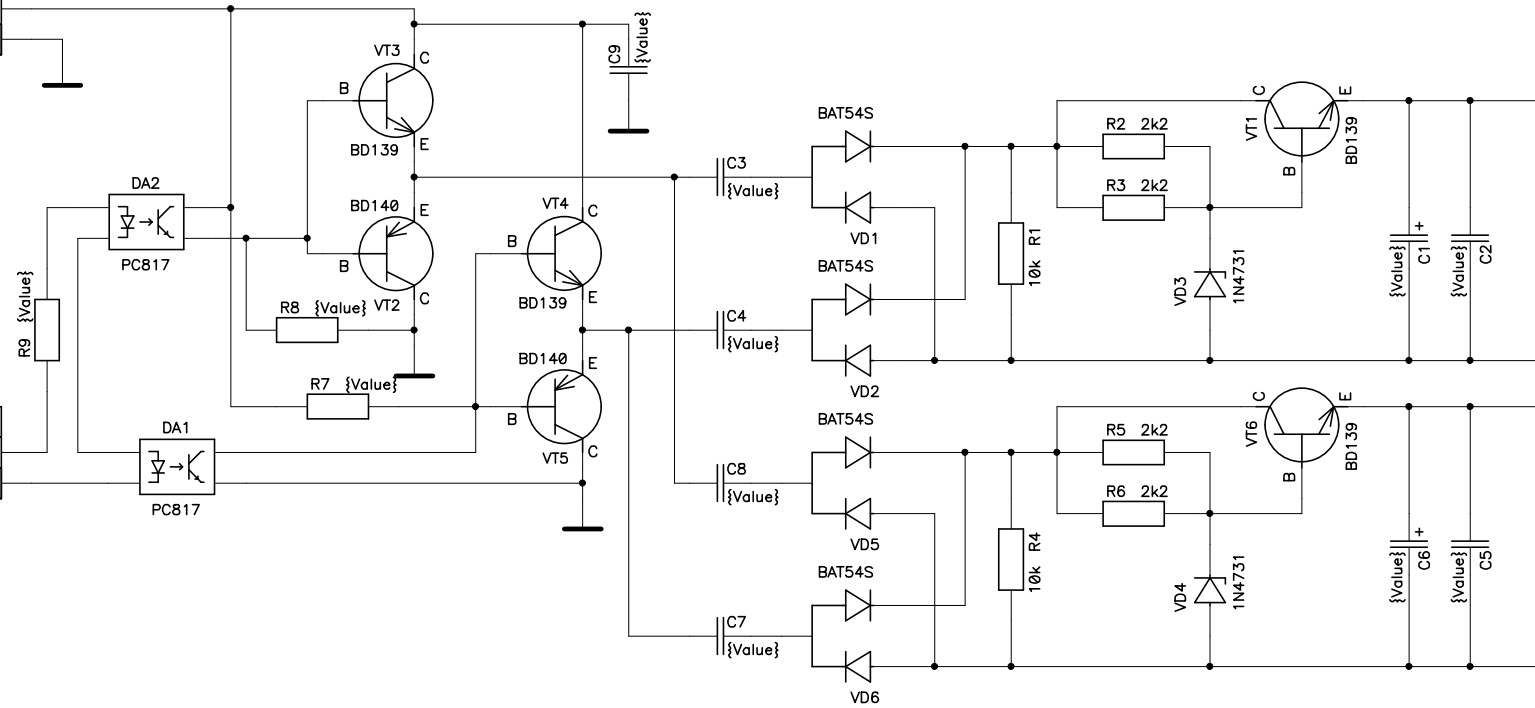 VT3
C
B
BD139
E
C9
{Value}
DA2
PC817
R9
{Value}
BD140
E
B
VT2
C
R8 {Value}
R7 {Value}
DA1
PC817
VT4
C
B
BD139
E
BD140
E
B
VT5
C
C3
{Value}
C4
{Value}
C8
{Value}
C7
{Value}
BAT54S
VD1
BAT54S
VD2
BAT54S
VD5
BAT54S
VD6
R1
10k
R2 2k2
R3 2k2
VD3
1N4731
C
VT1
B
E
BD139
+
C1
{Value}
C2
{Value}
R4
10k
R5 2k2
R6 2k2
VD4
1N4731
C
VT6
B
E
BD139
+
C6
{Value}
C5
{Value}